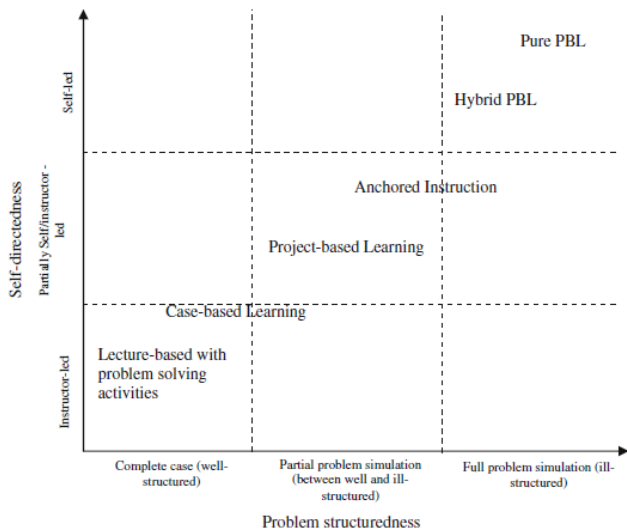 Pure PBL
Self-led
Hybrid PBL
Self-directedness
Partially Self/instructor -
led
Anchored Instruction
Project-based Learning
Case-based Learning
Instructor-led
Lecture-based with
problem solving
activities
Complete case (well-
structured)
Partial problem simulation
(between well and ill-
structured)
Full problem simulation (ill-
structured)
Problem structuredness